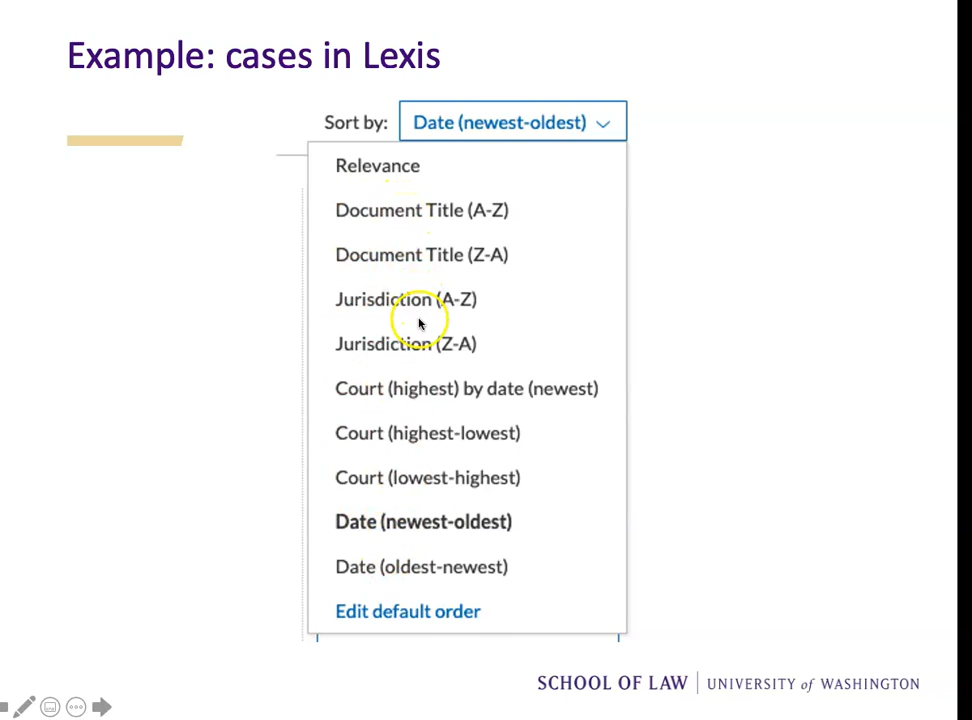 Example: cases in Lexis
Sort by: Date (newest-oldest)
Relevance
Document Title (A-Z)
Document Title (Z-A)
Jurisdiction (A-Z)
Jurisdiction (Z-A)
Court (highest) by date (newest)
Court (highest-lowest)
Court (lowest-highest)
Date (newest-oldest)
Date (oldest-newest)
Edit default order
SCHOOL OF LAW | UNIVERSITY of WASHINGTON